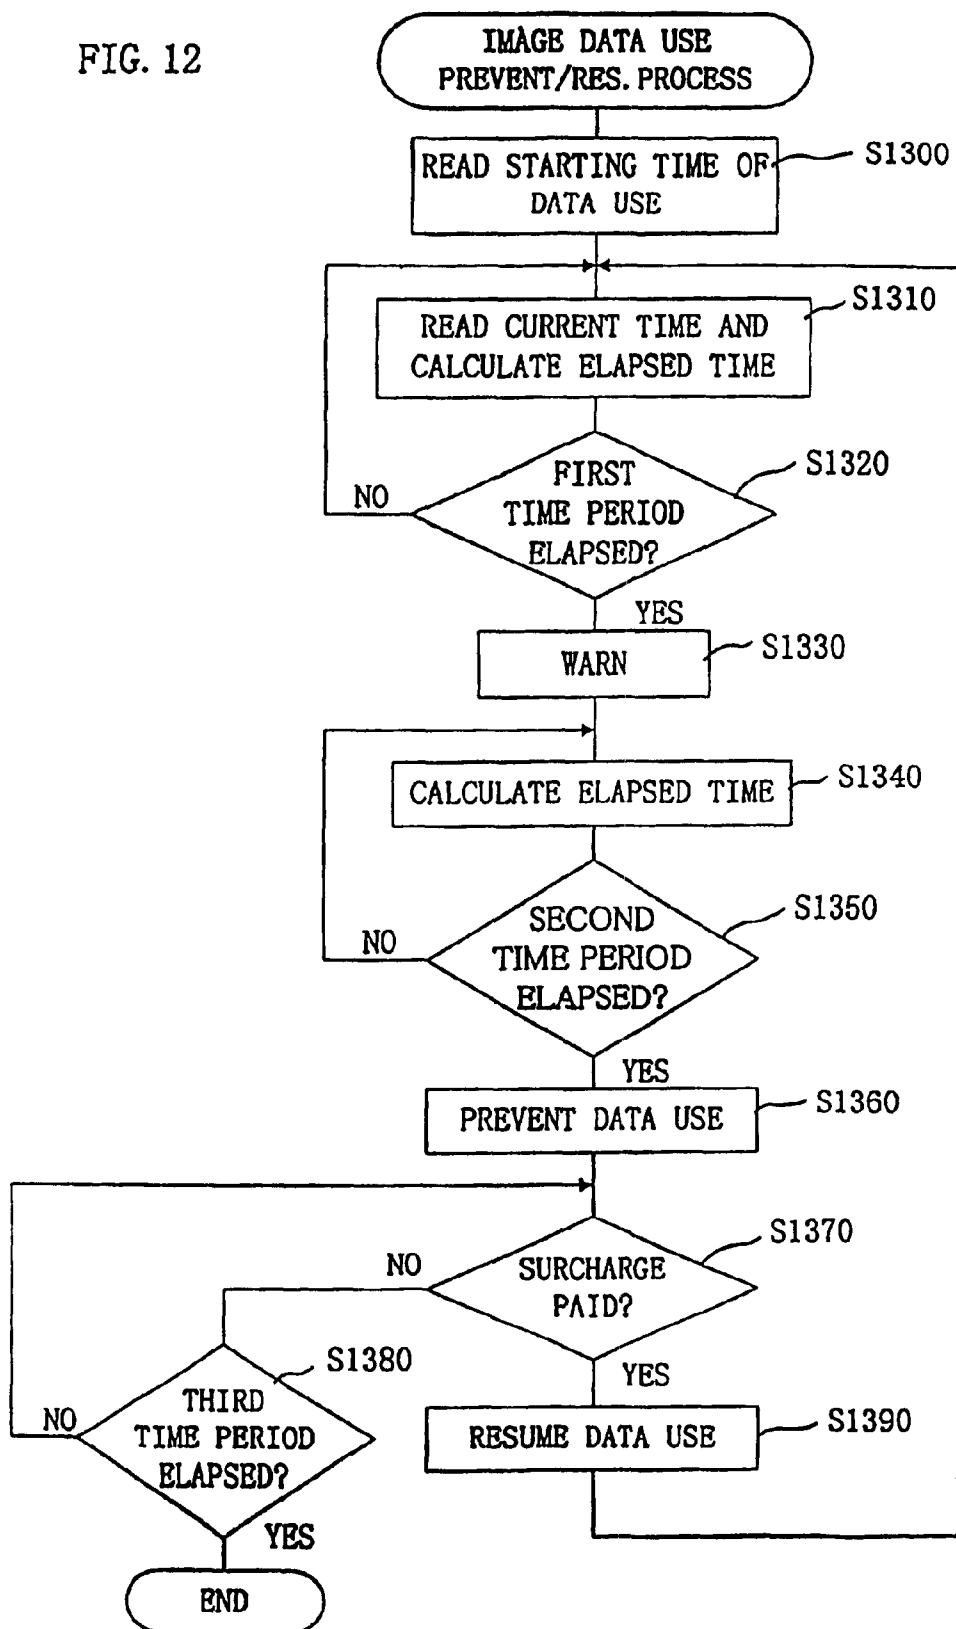 FIG. 12
IMAGE DATA USE
PREVENT/RES. PROCESS
READ STARTING TIME OF
DATA USE
S1300
READ CURRENT TIME AND
CALCULATE ELAPSED TIME
S1310
FIRST
TIME PERIOD
ELAPSED?
S1320
NO
YES
WARN
S1330
CALCULATE ELAPSED TIME
S1340
SECOND
TIME PERIOD
ELAPSED?
S1350
NO
YES
PREVENT DATA USE
S1360
SURCHARGE
PAID?
S1370
NO
YES
THIRD
TIME PERIOD
ELAPSED?
S1380
NO
YES
RESUME DATA USE
S1390
END